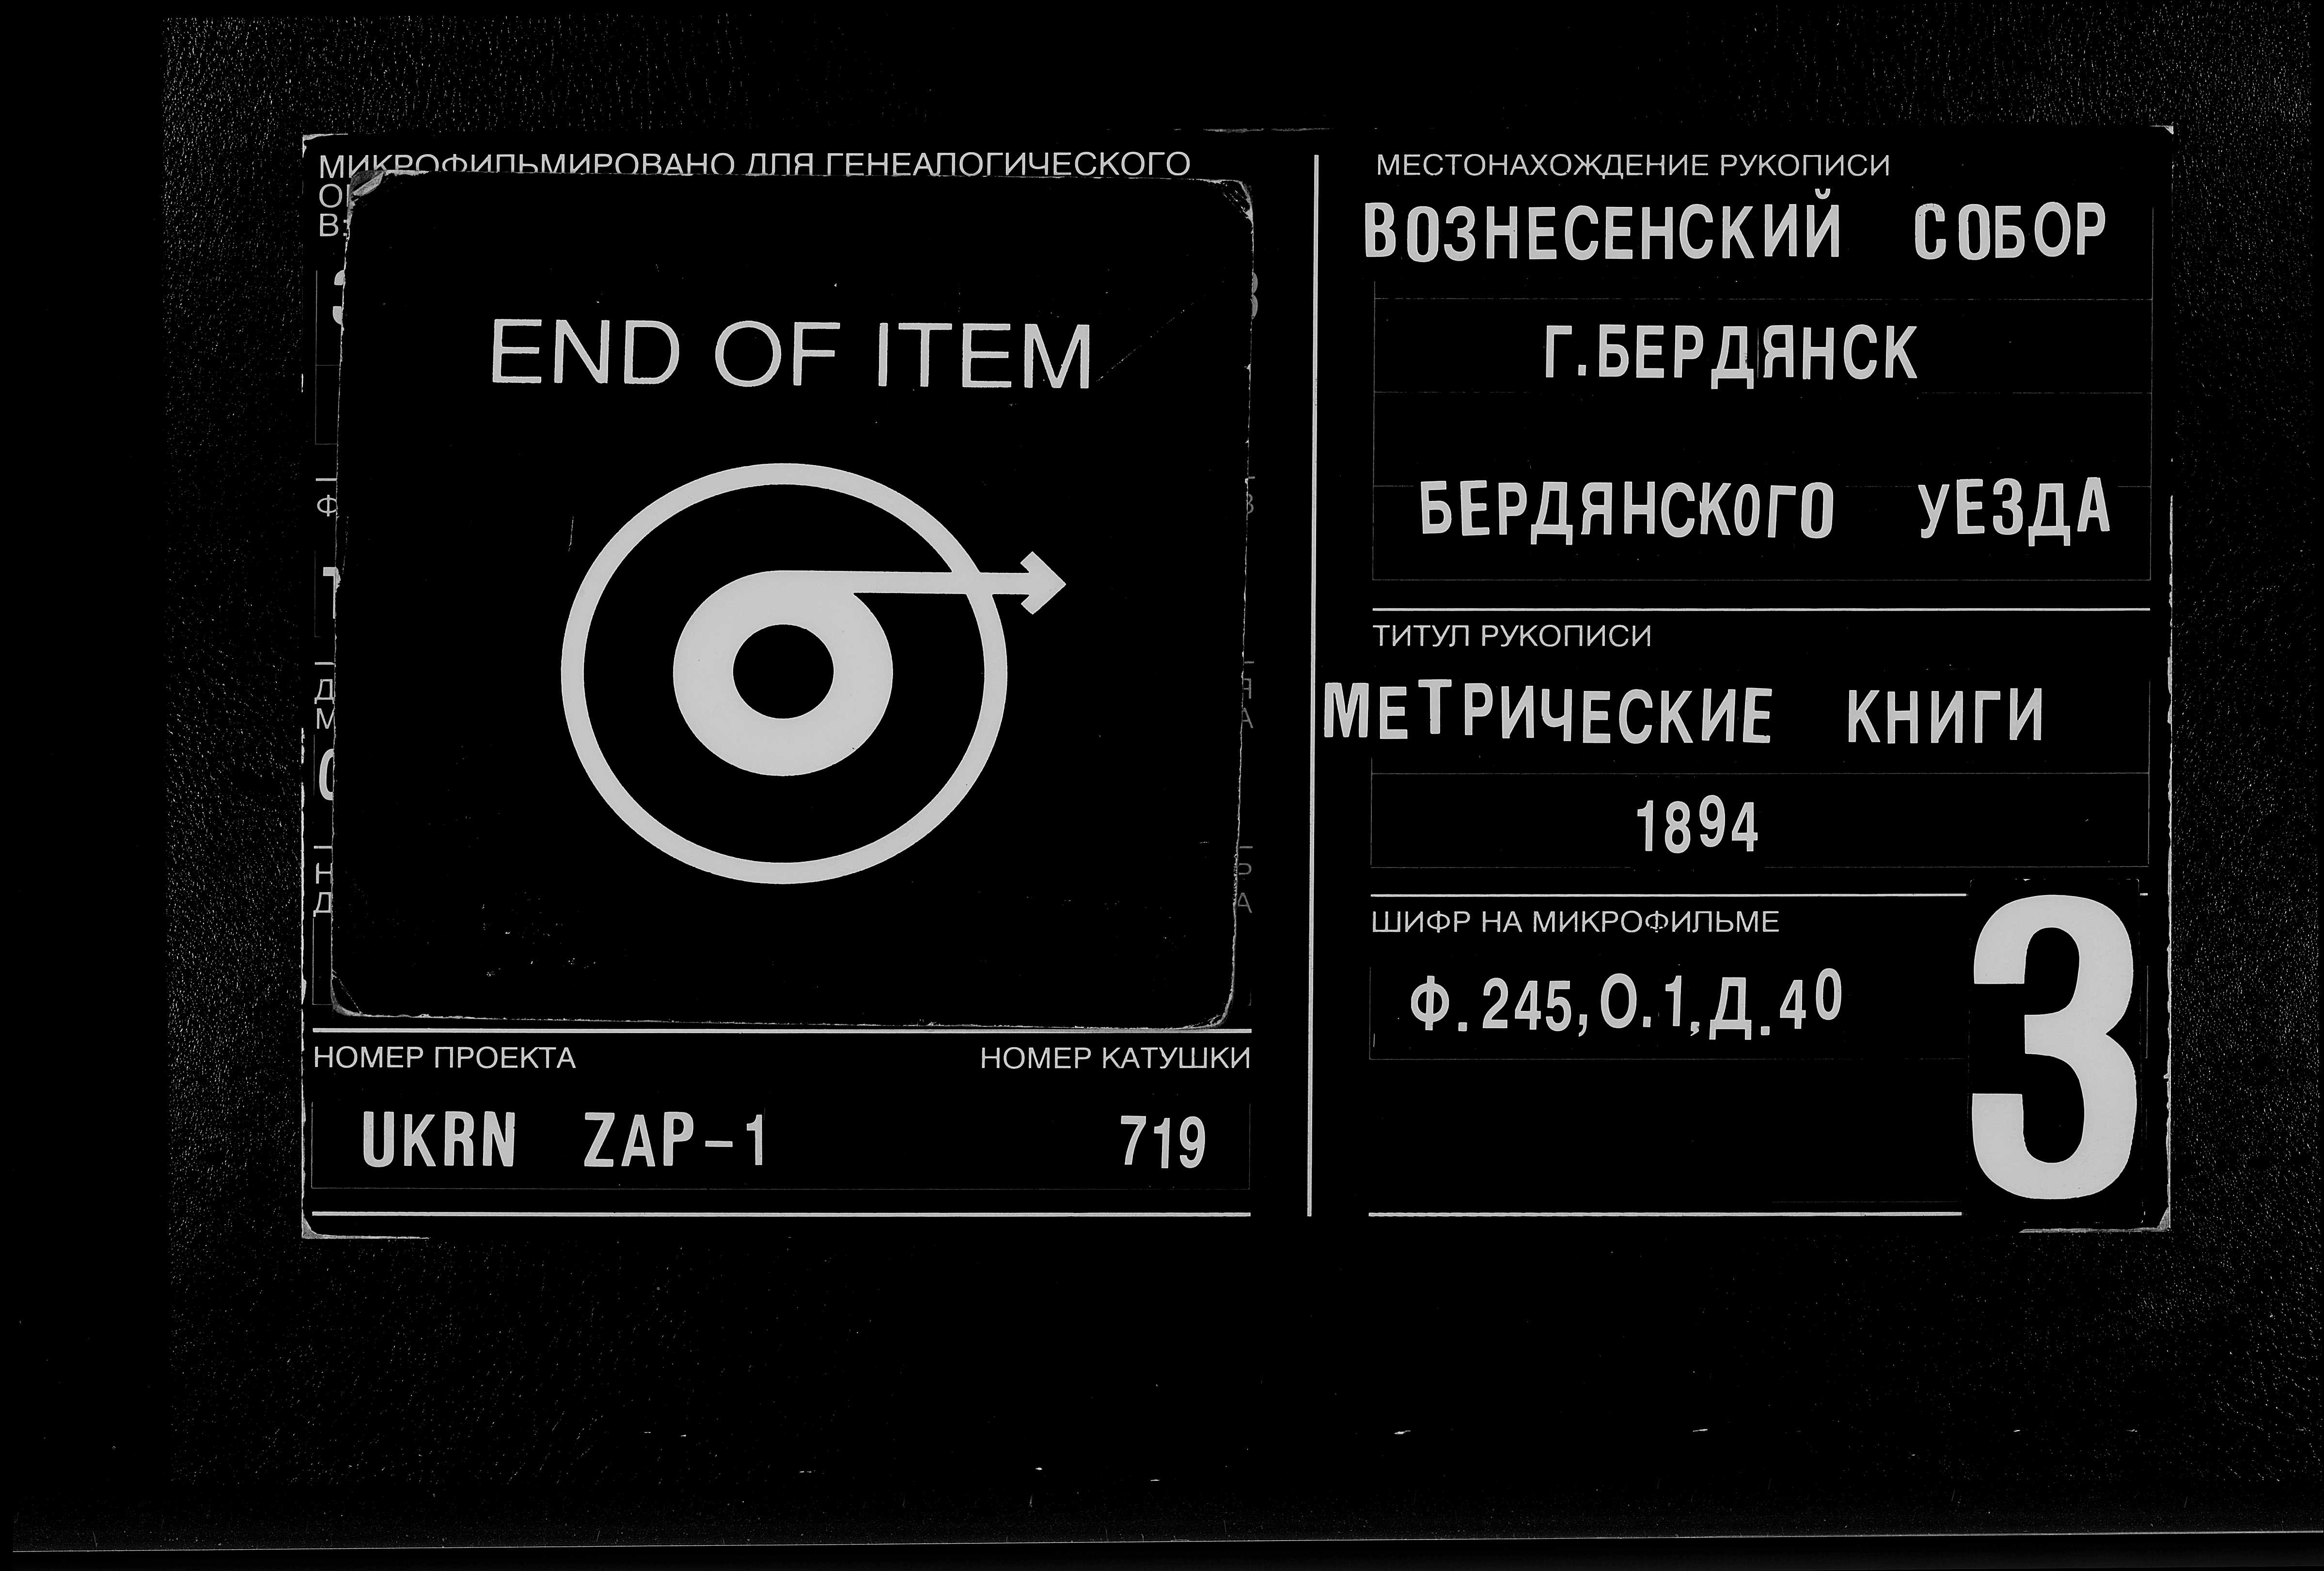 МИКРОФИЛЬМИРОВАНО ДЛЯ ГЕНЕАЛОГИЧЕСКОГО
END OF ITEM
НОМЕР ПРОЕКТА НОМЕР КАТУШКИ
UKRN ZAP-1 719
МЕСТОНАХОЖДЕНИЕ РУКОПИСИ
ВОЗНЕСЕНСКИЙ СОБОР
Г.БЕРДЯНСК
БЕРДЯНСКОГО УЕЗДА
ТИТУЛ РУКОПИСИ
МЕТРИЧЕСКИЕ КНИГИ
1894
ШИФР НА МИКРОФИЛЬМЕ
Ф.245,О.1,Д.40
3